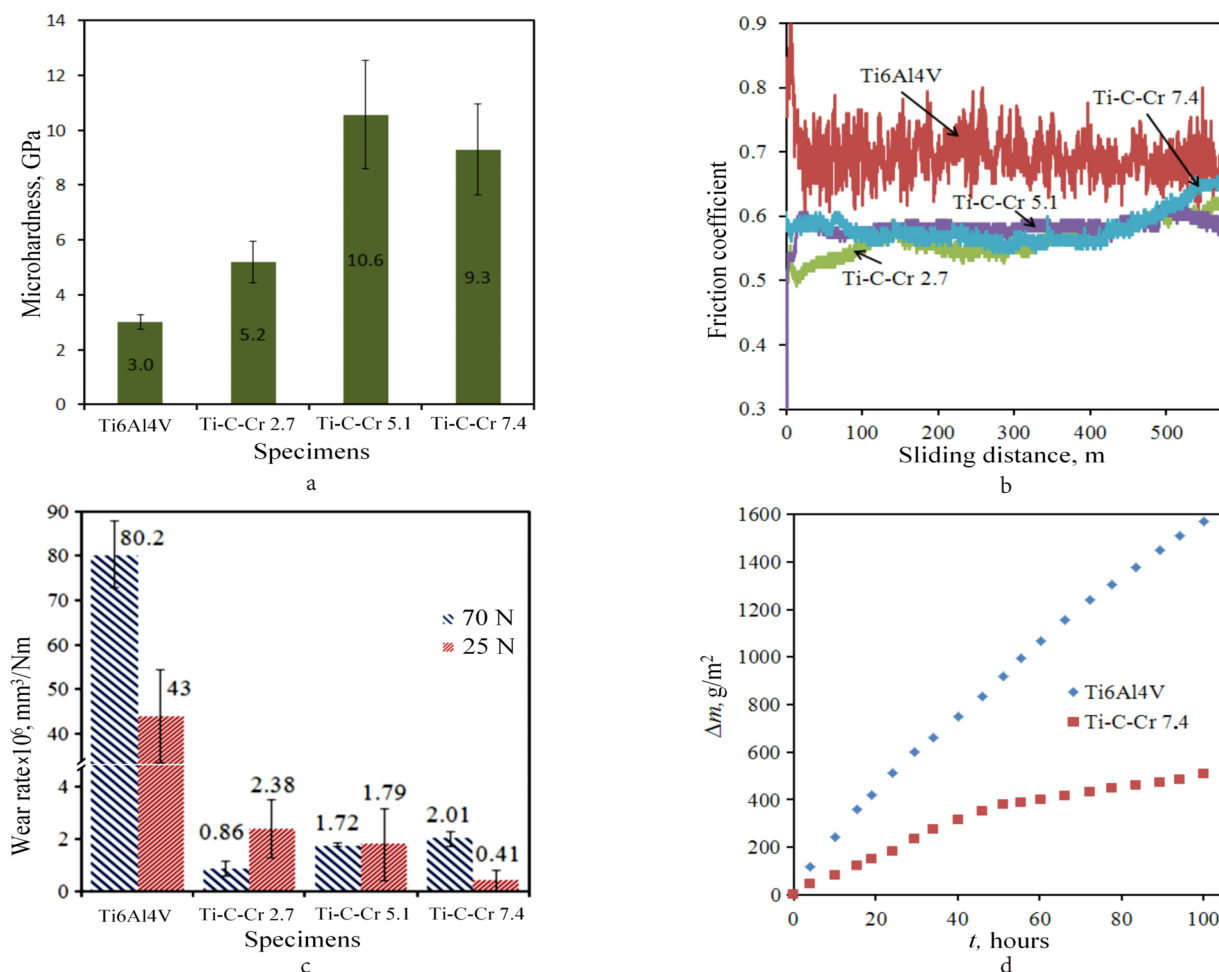 14
12
10
8
6
4
2
0
Microhardness, GPa
3.0
5.2
10.6
9.3
Ti6Al4V Ti-C-Cr 2.7 Ti-C-Cr 5.1 Ti-C-Cr 7.4
Specimens
a
0.9
0.8
0.7
0.6
0.5
0.4
0.3
Friction coefficient
Ti6Al4V
Ti-C-Cr 7.4
Ti-C-Cr 5.1
Ti-C-Cr 2.7
0 100 200 300 400 500
Sliding distance, m
b
90
80
70
60
50
40
4
2
0
Wear rate×10⁶, mm³/Nm
80.2
43
0.86
2.38
1.72
1.79
2.01
0.41
70 N
25 N
Ti6Al4V Ti-C-Cr 2.7 Ti-C-Cr 5.1 Ti-C-Cr 7.4
Specimens
c
1600
1400
1200
1000
800
600
400
200
0
Δm, g/m²
Ti6Al4V
Ti-C-Cr 7.4
0 20 40 60 80 100
t, hours
d